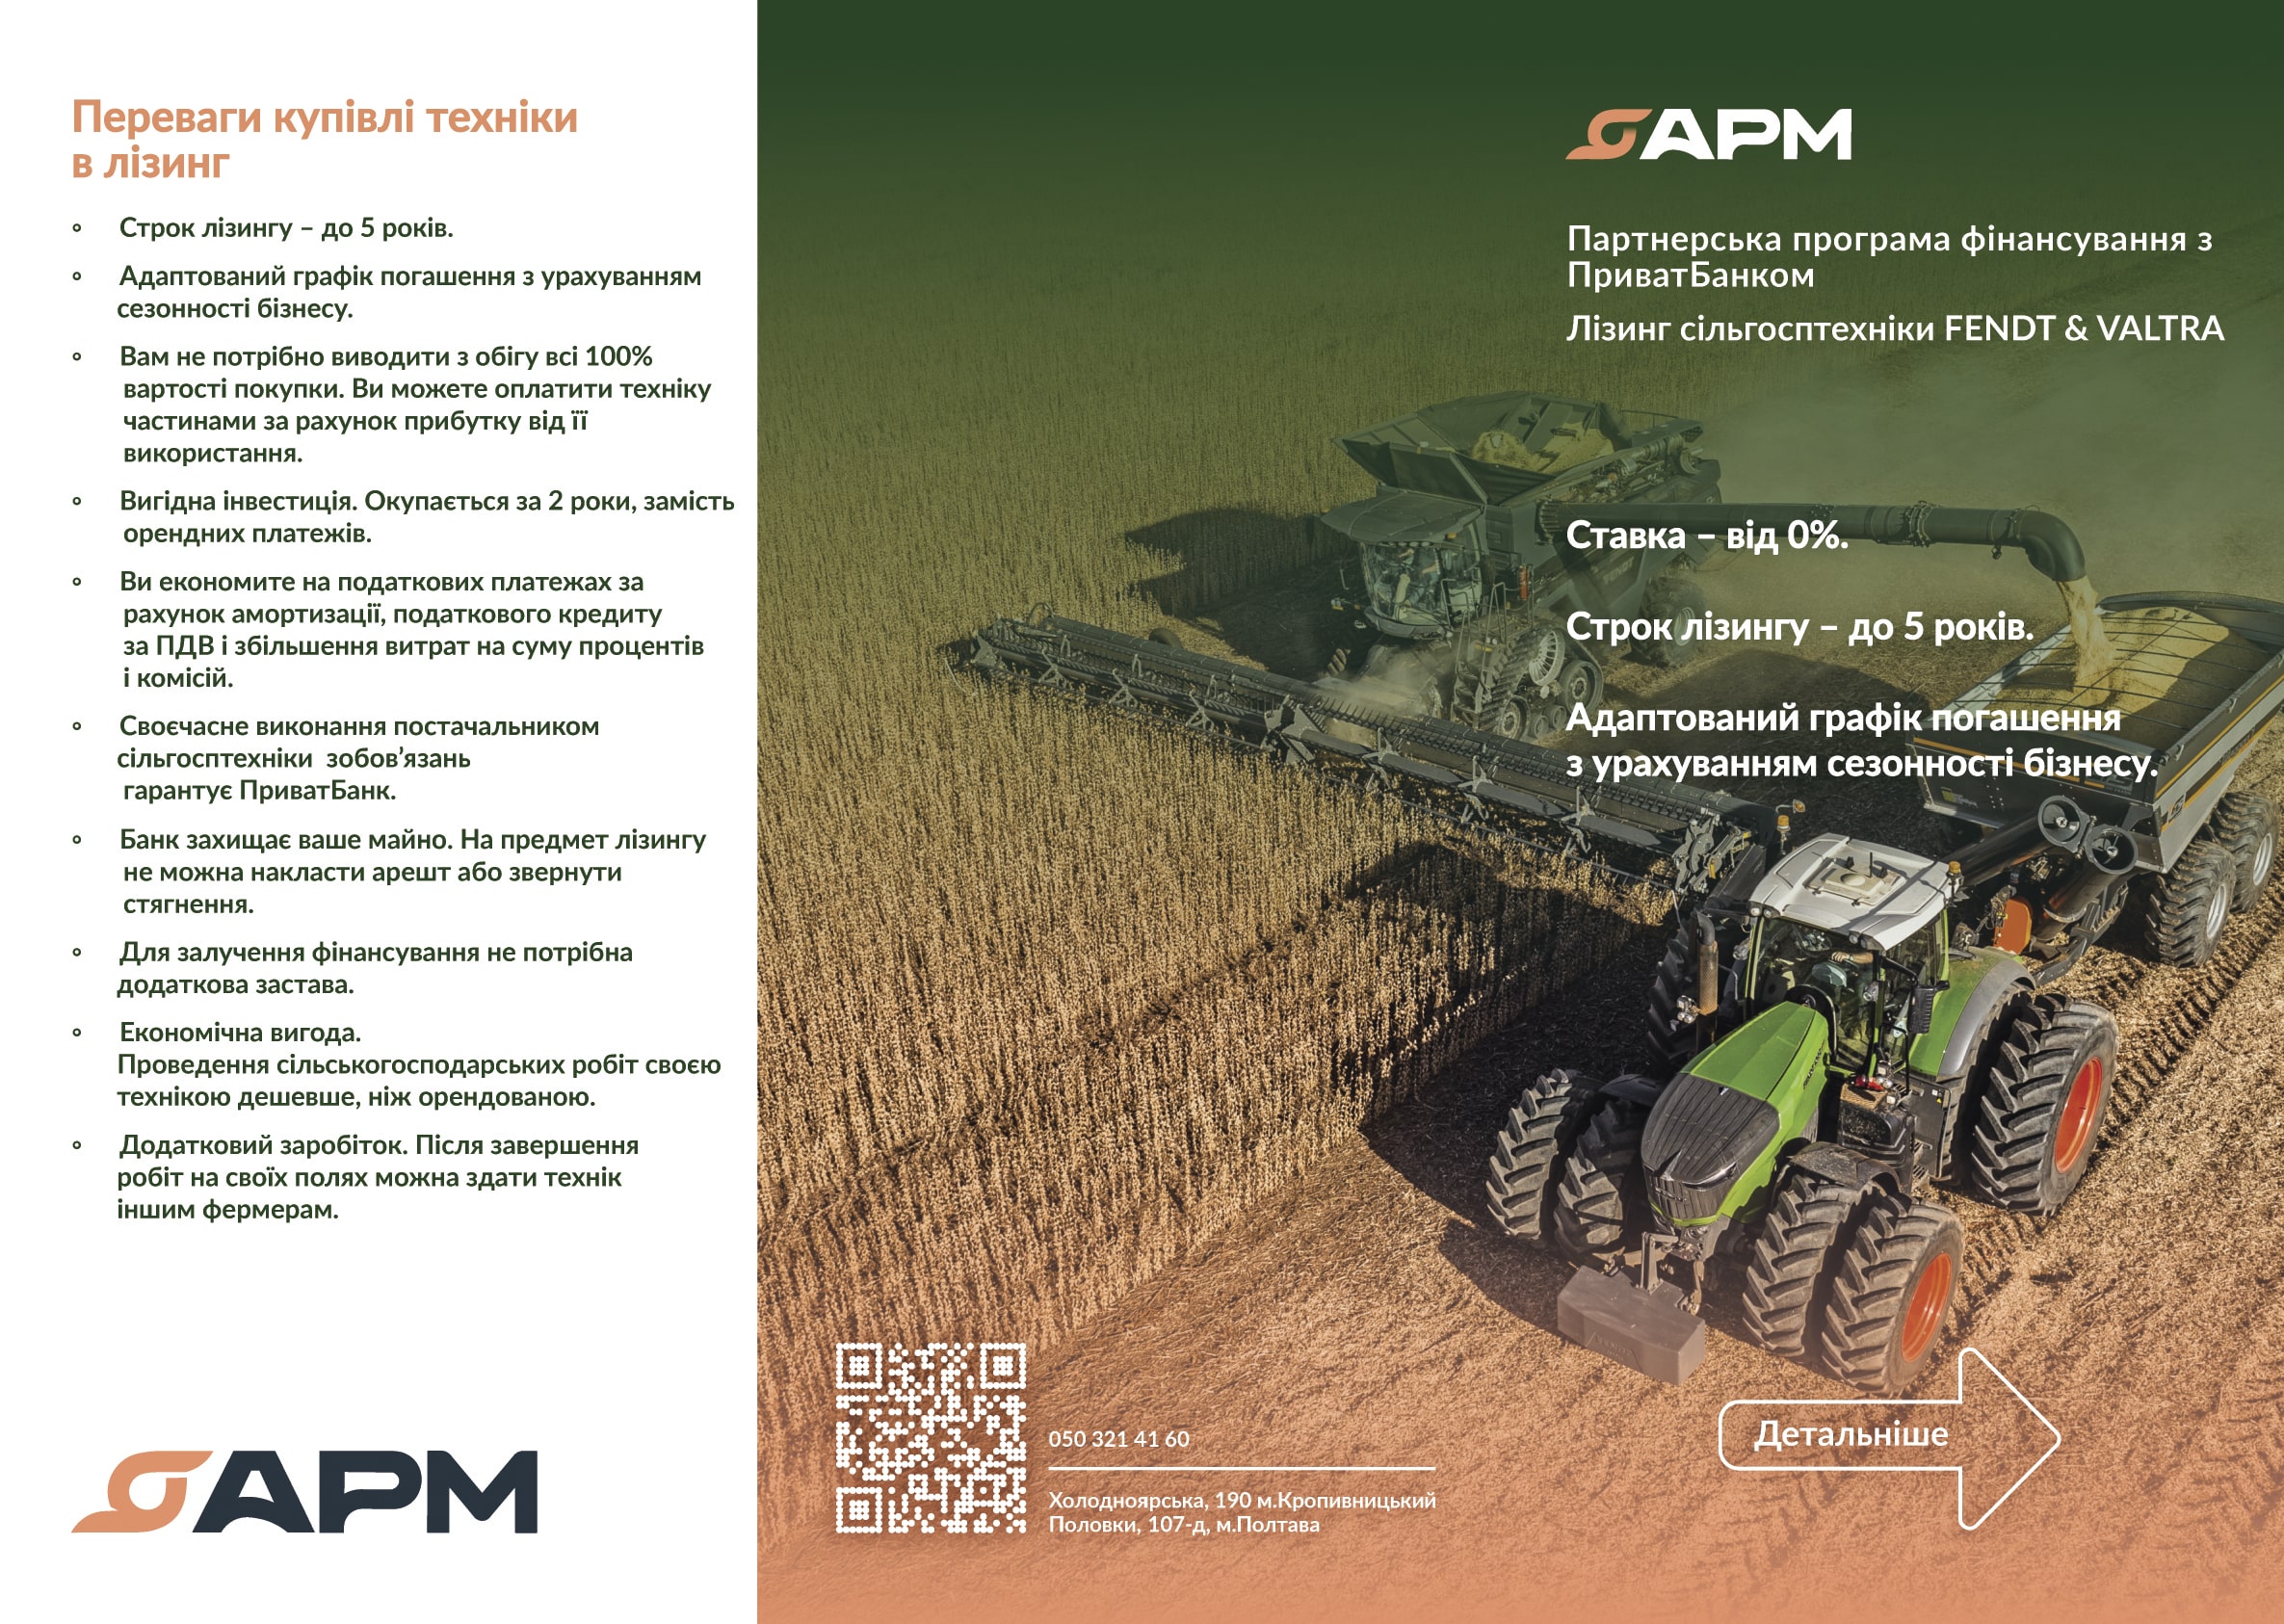 Переваги купівлі техніки
в лізинг
Строк лізингу – до 5 років.
Адаптований графік погашення з урахуванням
сезонності бізнесу.
Вам не потрібно виводити з обігу всі 100%
вартості покупки. Ви можете оплатити техніку
частинами за рахунок прибутку від її
використання.
Вигідна інвестиція. Окупається за 2 роки, замість
орендних платежів.
Ви економите на податкових платежах за
рахунок амортизації, податкового кредиту
за ПДВ і збільшення витрат на суму процентів
і комісій.
Своєчасне виконання постачальником
сільгосптехніки зобов’язань
гарантує ПриватБанк.
Банк захищає ваше майно. На предмет лізингу
не можна накласти арешт або звернути
стягнення.
Для залучення фінансування не потрібна
додаткова застава.
Економічна вигода.
Проведення сільськогосподарських робіт своєю
технікою дешевше, ніж орендованою.
Додатковий заробіток. Після завершення
робіт на своїх полях можна здати технік
іншим фермерам.
АРМ
050 321 41 60
Холодноярська, 190 м.Кропивницький
Половки, 107-д, м.Полтава
АРМ
Партнерська програма фінансування з
ПриватБанком
Лізинг сільгосптехніки FENDT & VALTRA
Ставка – від 0%.
Строк лізингу – до 5 років.
Адаптований графік погашення
з урахуванням сезонності бізнесу.
Детальніше